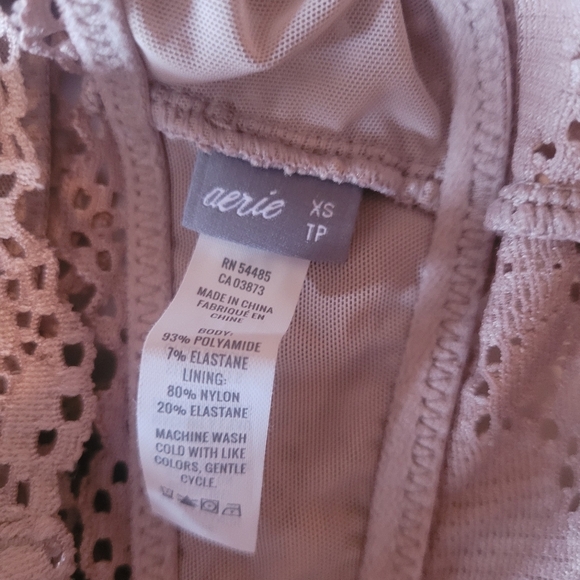 aerie XS
TP
RN 54485
CA 03873
MADE IN CHINA
FABRIQUÉ EN
CHINE
BODY:
93% POLYAMIDE
7% ELASTANE
LINING:
80% NYLON
20% ELASTANE
MACHINE WASH
COLD WITH LIKE
COLORS, GENTLE
CYCLE.